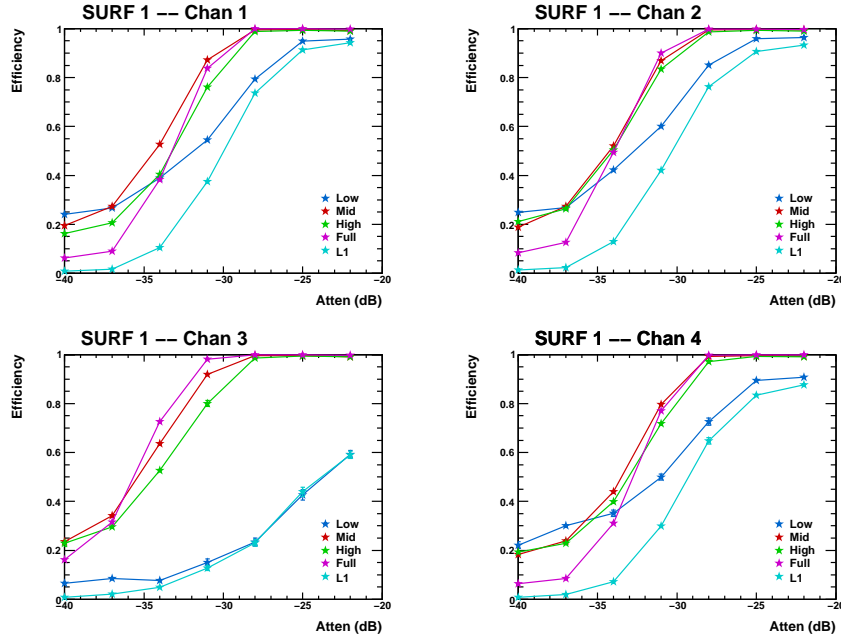 SURF 1 −− Chan 1
Efficiency
1
0.8
0.6
0.4
0.2
0
Low
Mid
High
Full
L1
−40 −35 −30 −25 −20
Atten (dB)
SURF 1 −− Chan 2
Efficiency
1
0.8
0.6
0.4
0.2
0
Low
Mid
High
Full
L1
−40 −35 −30 −25 −20
Atten (dB)
SURF 1 −− Chan 3
Efficiency
1
0.8
0.6
0.4
0.2
0
Low
Mid
High
Full
L1
−40 −35 −30 −25 −20
Atten (dB)
SURF 1 −− Chan 4
Efficiency
1
0.8
0.6
0.4
0.2
0
Low
Mid
High
Full
L1
−40 −35 −30 −25 −20
Atten (dB)